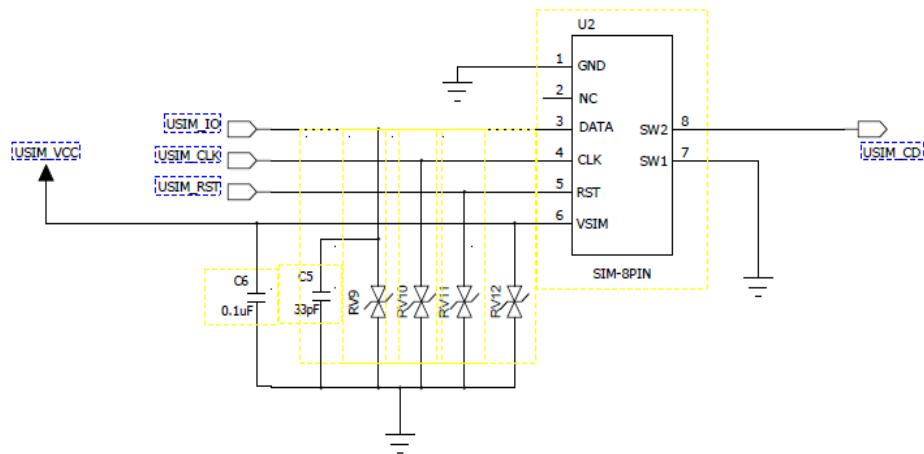 U2
1 GND
2 NC
USIM_IO 3 DATA SW2 8
USIM_VCC USIM_CLK 4 CLK SW1 7 USIM_CD
USIM_RST 5 RST
6 VSIM
SIM-8PIN
C6 C5
0.1uF 33pF RV9 RV10 RV11 RV12